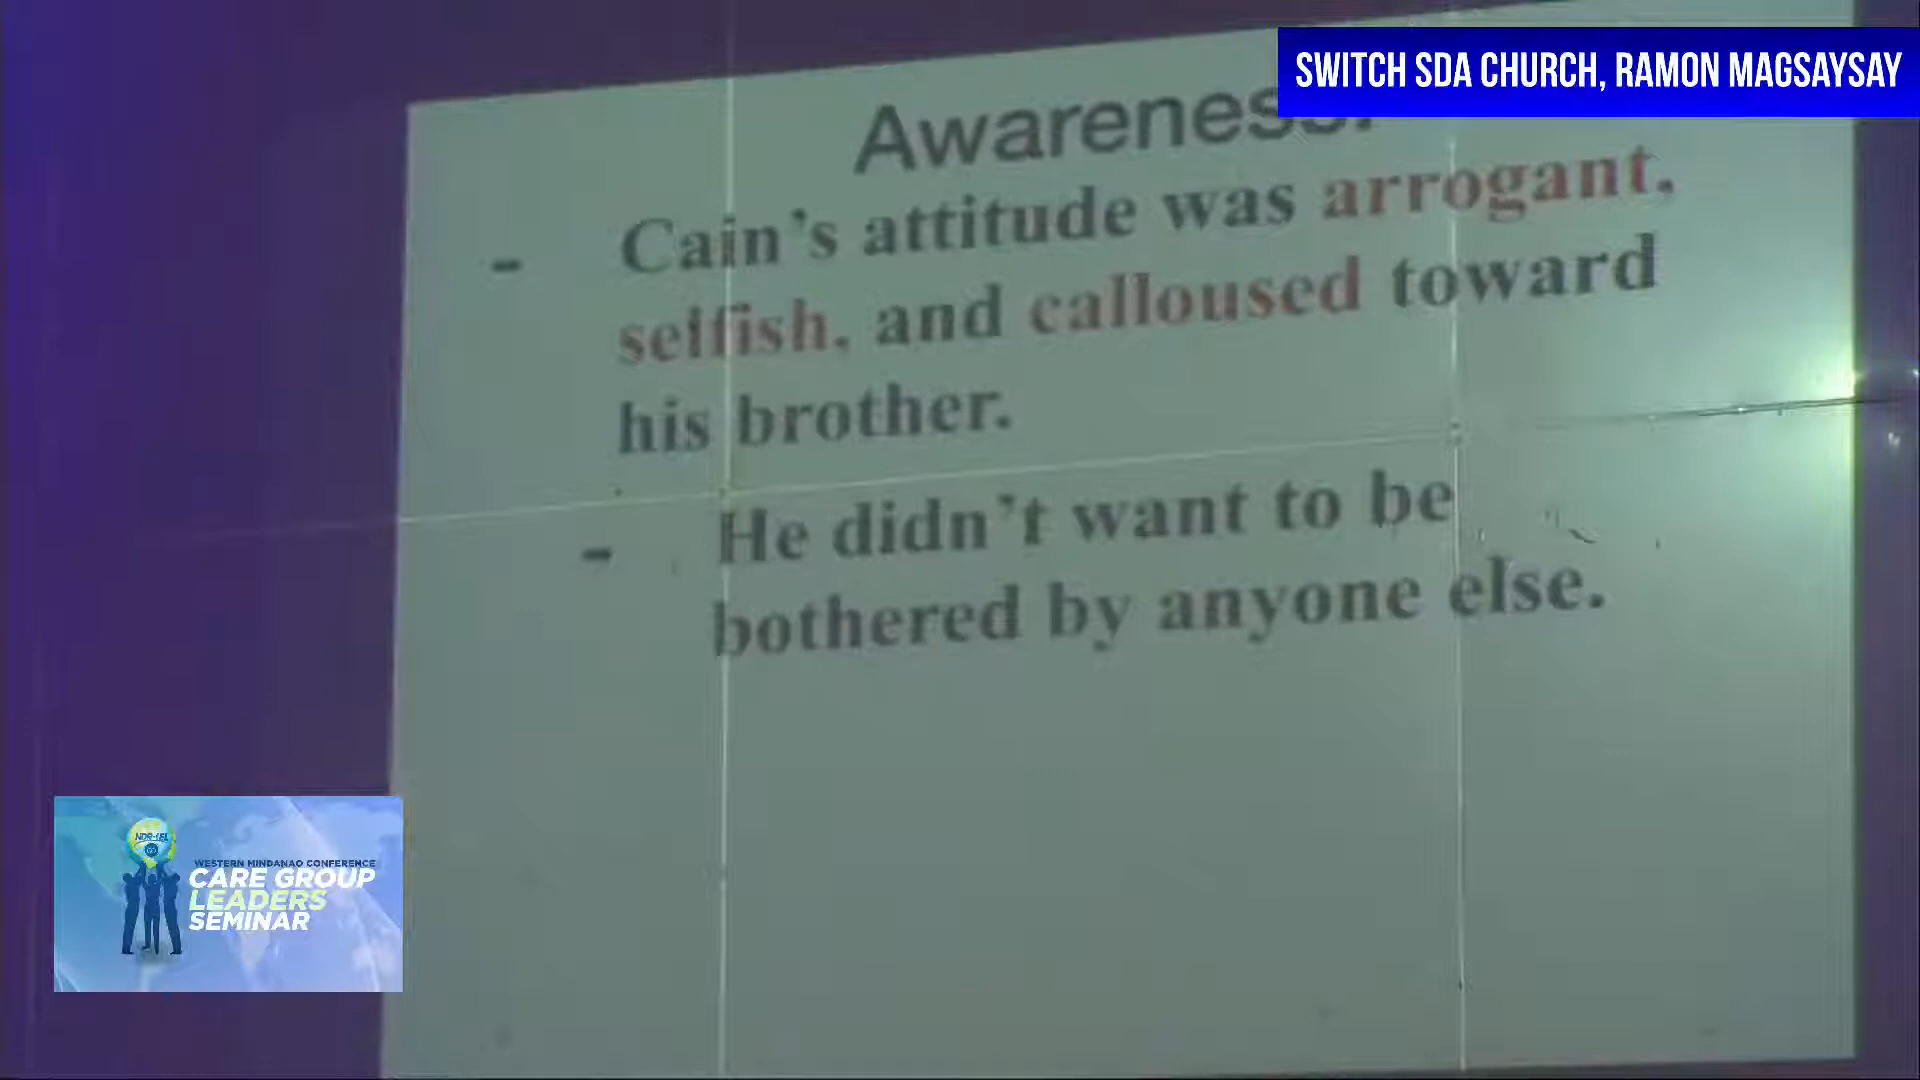 SWITCH SDA CHURCH, RAMON MAGSAYSAY
Awareness:
- Cain's attitude was arrogant,
selfish, and calloused toward
his brother.
- He didn't want to be
bothered by anyone else.
WESTERN MINDANAO CONFERENCE
CARE GROUP
LEADERS
SEMINAR